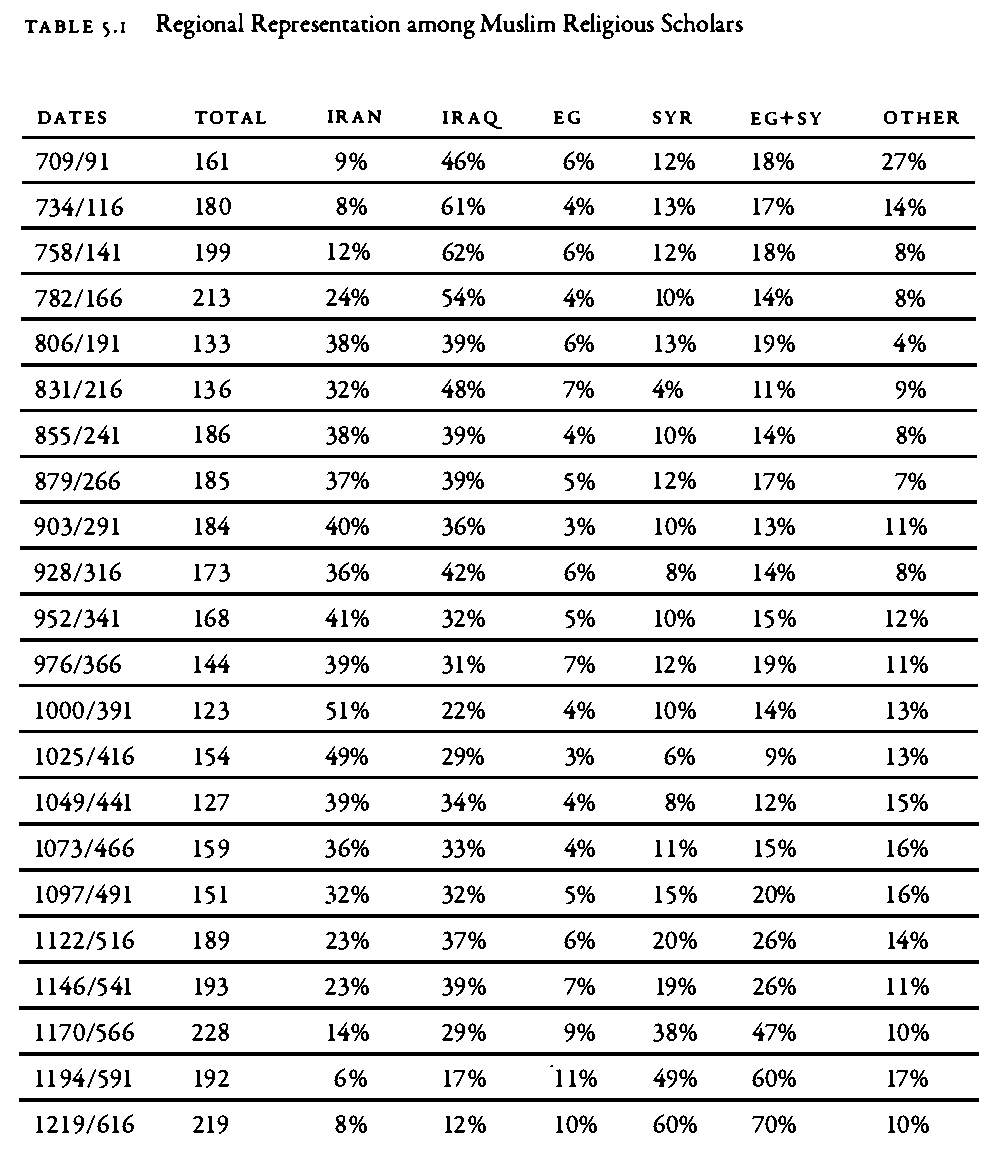 TABLE 5.1 Regional Representation among Muslim Religious Scholars
DATES TOTAL IRAN IRAQ EG SYR EG+SY OTHER
709/91 161 9% 46% 6% 12% 18% 27%
734/116 180 8% 61% 4% 13% 17% 14%
758/141 199 12% 62% 6% 12% 18% 8%
782/166 213 24% 54% 4% 10% 14% 8%
806/191 133 38% 39% 6% 13% 19% 4%
831/216 136 32% 48% 7% 4% 11% 9%
855/241 186 38% 39% 4% 10% 14% 8%
879/266 185 37% 39% 5% 12% 17% 7%
903/291 184 40% 36% 3% 10% 13% 11%
928/316 173 36% 42% 6% 8% 14% 8%
952/341 168 41% 32% 5% 10% 15% 12%
976/366 144 39% 31% 7% 12% 19% 11%
1000/391 123 51% 22% 4% 10% 14% 13%
1025/416 154 49% 29% 3% 6% 9% 13%
1049/441 127 39% 34% 4% 8% 12% 15%
1073/466 159 36% 33% 4% 11% 15% 16%
1097/491 151 32% 32% 5% 15% 20% 16%
1122/516 189 23% 37% 6% 20% 26% 14%
1146/541 193 23% 39% 7% 19% 26% 11%
1170/566 228 14% 29% 9% 38% 47% 10%
1194/591 192 6% 17% 11% 49% 60% 17%
1219/616 219 8% 12% 10% 60% 70% 10%